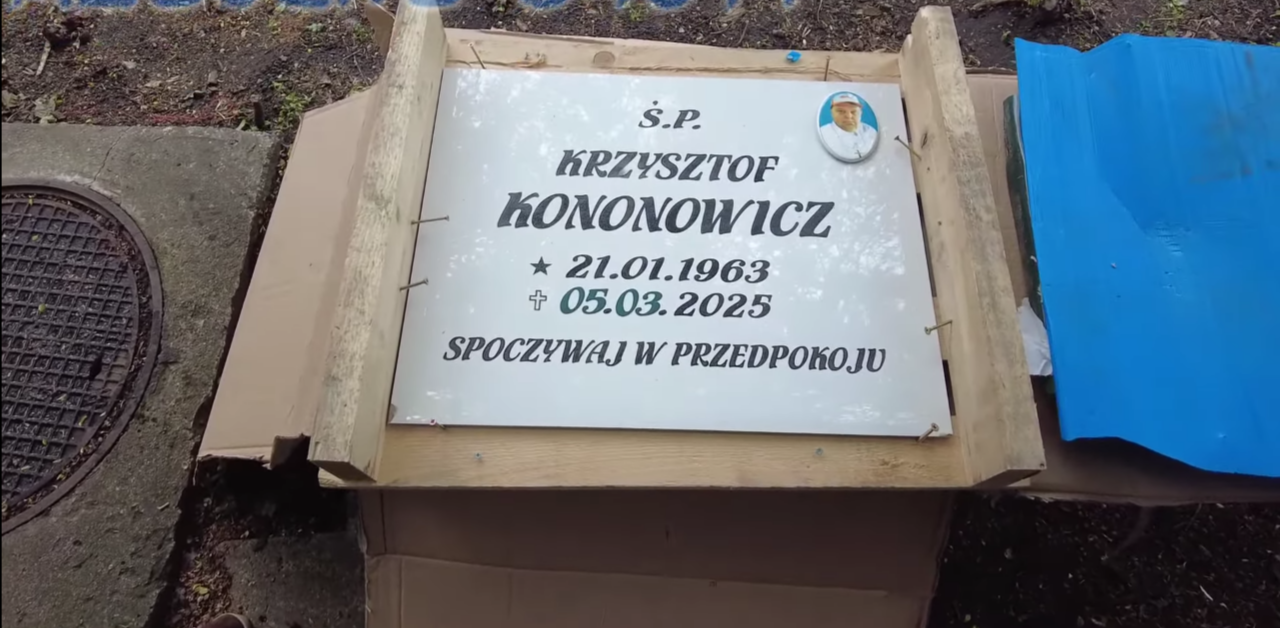 Ś.P.
KRZYSZTOF
KONONOWICZ
★ 21.01.1963
✝ 05.03.2025
SPOCZYWAJ W PRZEDPOKOJU